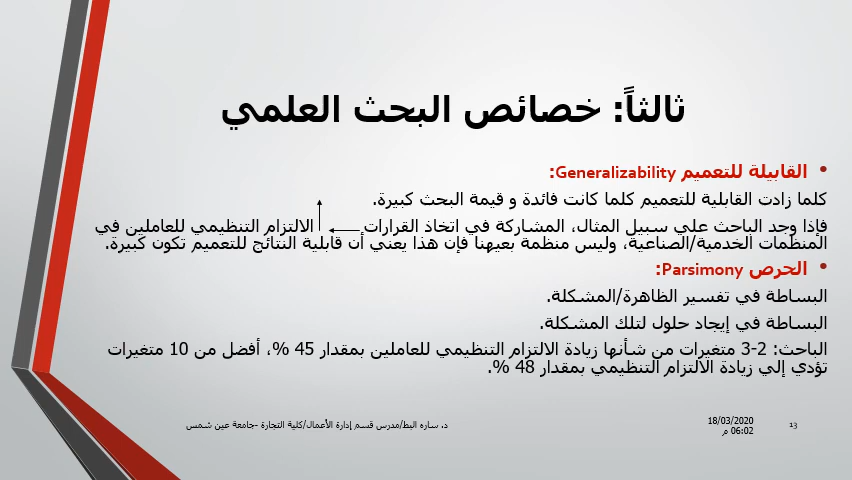 ثالثاً: خصائص البحث العلمي
• القابيلة للتعميم Generalizability:
كلما زادت القابلية للتعميم كلما كانت فائدة و قيمة البحث كبيرة.
فإذا وجد الباحث علي سبيل المثال، المشاركة في اتخاذ القرارات ← ↑ الالتزام التنظيمي للعاملين في
المنظمات الخدمية/الصناعية، وليس منظمة بعيهنا فإن هذا يعني أن قابلية النتائج للتعميم تكون كبيرة.
• الحرص Parsimony:
البساطة في تفسير الظاهرة/المشكلة.
البساطة في إيجاد حلول لتلك المشكلة.
الباحث: 2-3 متغيرات من شأنها زيادة الالتزام التنظيمي للعاملين بمقدار 45 %، أفضل من 10 متغيرات
تؤدي إلي زيادة الالتزام التنظيمي بمقدار 48 %.
13
18/03/2020
06:02 م
د. ساره البط/مدرس قسم إدارة الأعمال/كلية التجارة -جامعة عين شمس